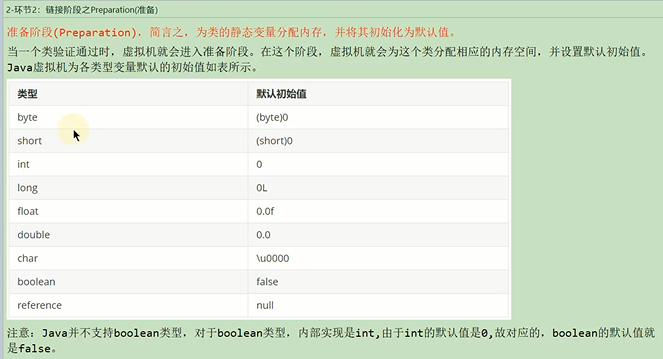 2-环节2: 链接阶段之Preparation(准备)
准备阶段(Preparation), 简言之, 为类的静态变量分配内存, 并将其初始化为默认值。
当一个类验证通过时, 虚拟机就会进入准备阶段。在这个阶段, 虚拟机就会为这个类分配相应的内存空间, 并设置默认初始值。
Java虚拟机为各类型变量默认的初始值如表所示。
类型 默认初始值
byte (byte)0
short (short)0
int 0
long 0L
float 0.0f
double 0.0
char \u0000
boolean false
reference null
注意: Java并不支持boolean类型, 对于boolean类型, 内部实现是int,由于int的默认值是0,故对应的, boolean的默认值就
是false。